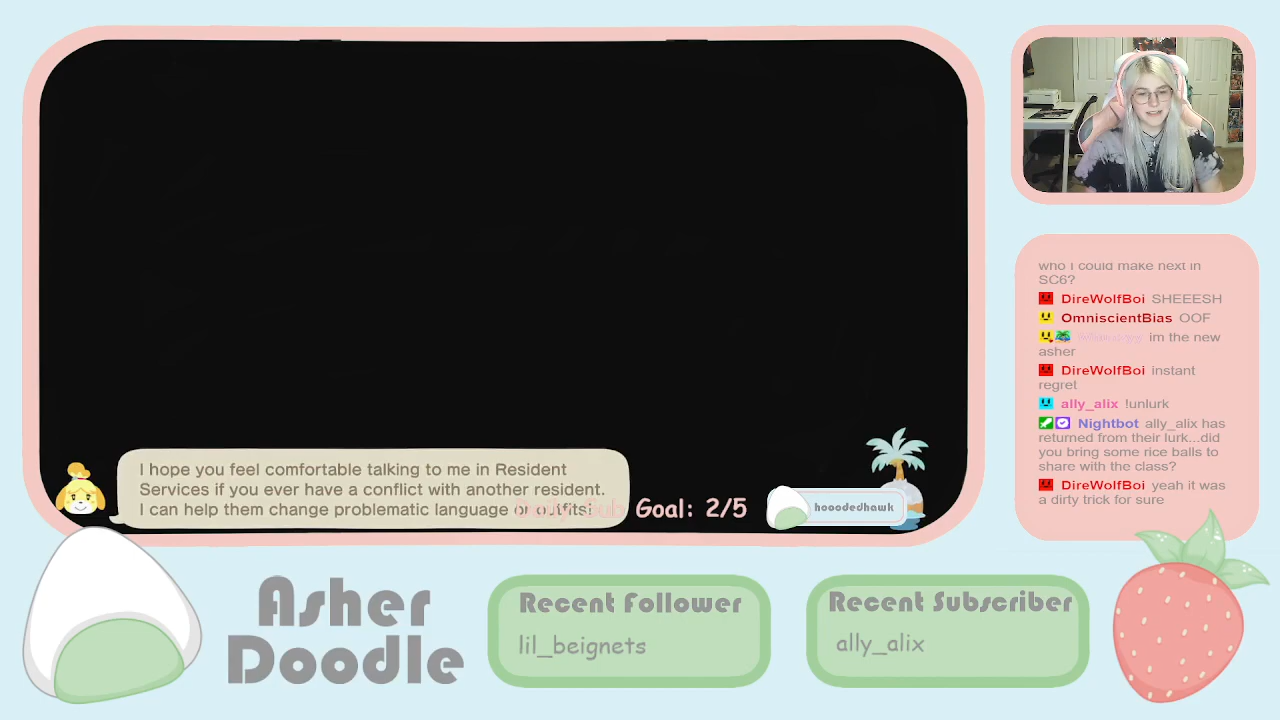 I hope you feel comfortable talking to me in Resident
Services if you ever have a conflict with another resident.
I can help them change problematic language or outfits!
Daily Sub Goal: 2/5
hooodedhawk
who I could make next in
SC6?
DireWolfBoi SHEEESH
OmniscientBias OOF
im the new
asher
DireWolfBoi instant
regret
ally_alix !unlurk
Nightbot ally_alix has
returned from their lurk...did
you bring some rice balls to
share with the class?
DireWolfBoi yeah it was
a dirty trick for sure
Asher
Doodle
Recent Follower
lil_beignets
Recent Subscriber
ally_alix